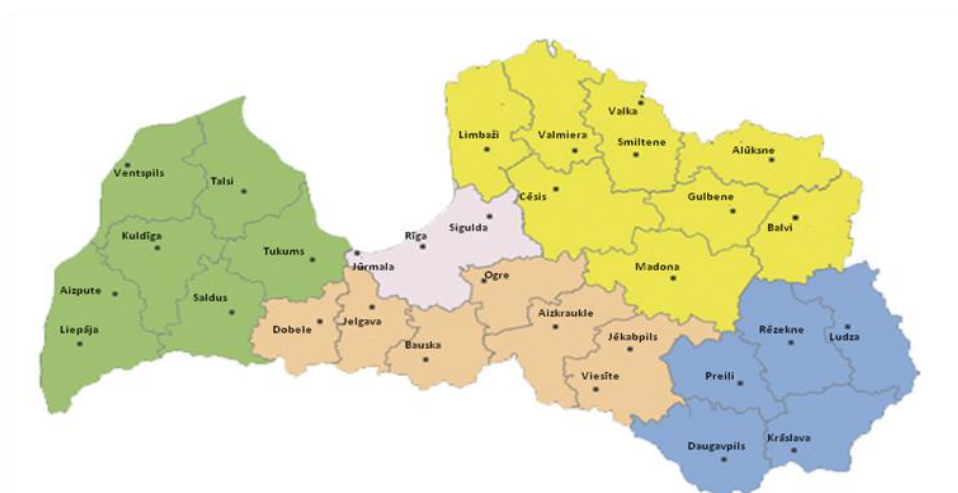 Valka
Limbaži
Valmiera
Smiltene
Alūksne
Ventspils
Talsi
Cēsis
Gulbene
Sigulda
Balvi
Kuldīga
Rīga
Tukums
Jūrmala
Madona
Ogre
Aizpute
Saldus
Aizkraukle
Liepāja
Dobele
Jelgava
Jēkabpils
Rēzekne
Ludza
Bauska
Viesīte
Preili
Daugavpils
Krāslava